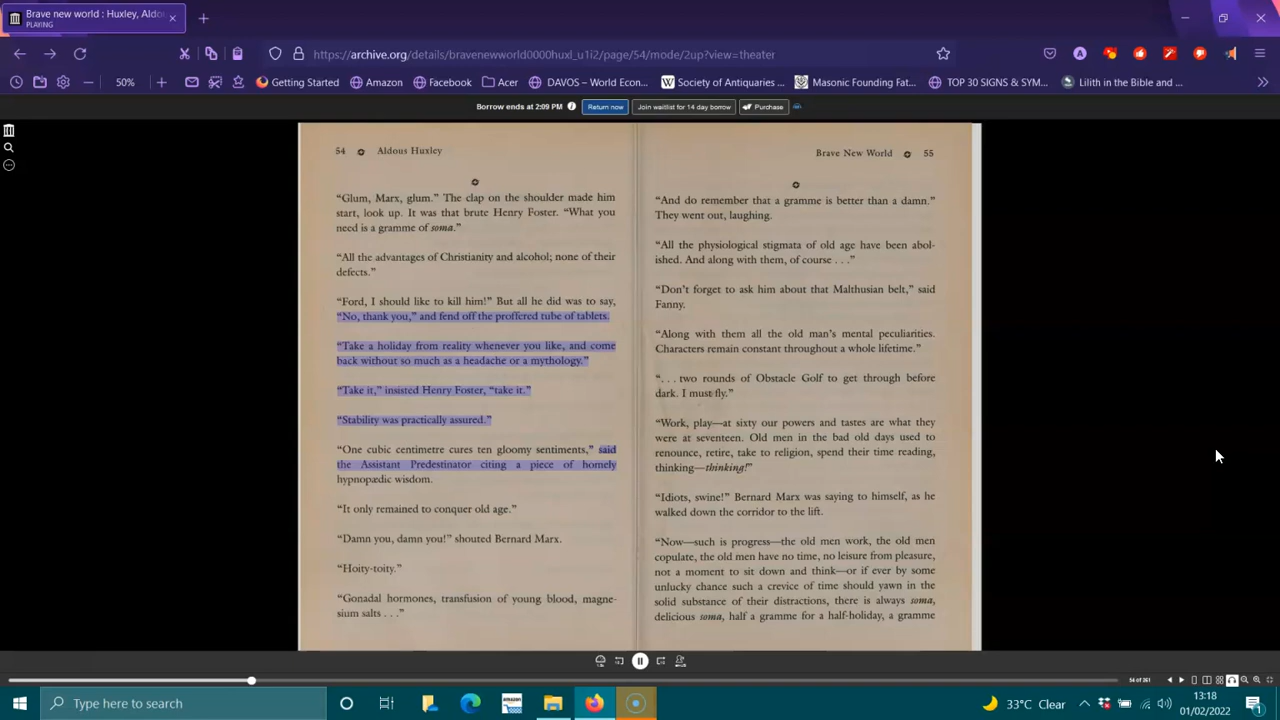 Brave new world : Huxley, Aldou
PLAYING
https://archive.org/details/bravenewworld0000huxl_u1i2/page/54/mode/2up?view=theater
50%
Getting Started
Amazon
Facebook
Acer
DAVOS – World Econ...
Society of Antiquaries ...
Masonic Founding Fat...
TOP 30 SIGNS & SYM...
Lilith in the Bible and ...
Borrow ends at 2:09 PM
Return now
Join waitlist for 14 day borrow
Purchase
54 Aldous Huxley
“Glum, Marx, glum.” The clap on the shoulder made him
start, look up. It was that brute Henry Foster. “What you
need is a gramme of soma.”
“All the advantages of Christianity and alcohol; none of their
defects.”
“Ford, I should like to kill him!” But all he did was to say,
“No, thank you,” and fend off the proffered tube of tablets.
“Take a holiday from reality whenever you like, and come
back without so much as a headache or a mythology.”
“Take it,” insisted Henry Foster, “take it.”
“Stability was practically assured.”
“One cubic centimetre cures ten gloomy sentiments,” said
the Assistant Predestinator citing a piece of homely
hypnopædic wisdom.
“It only remained to conquer old age.”
“Damn you, damn you!” shouted Bernard Marx.
“Hoity-toity.”
“Gonadal hormones, transfusion of young blood, magne-
sium salts . . .”
Brave New World 55
“And do remember that a gramme is better than a damn.”
They went out, laughing.
“All the physiological stigmata of old age have been abol-
ished. And along with them, of course . . .”
“Don’t forget to ask him about that Malthusian belt,” said
Fanny.
“Along with them all the old man’s mental peculiarities.
Characters remain constant throughout a whole lifetime.”
“. . . two rounds of Obstacle Golf to get through before
dark. I must fly.”
“Work, play—at sixty our powers and tastes are what they
were at seventeen. Old men in the bad old days used to
renounce, retire, take to religion, spend their time reading,
thinking—thinking!”
“Idiots, swine!” Bernard Marx was saying to himself, as he
walked down the corridor to the lift.
“Now—such is progress—the old men work, the old men
copulate, the old men have no time, no leisure from pleasure,
not a moment to sit down and think—or if ever by some
unlucky chance such a crevice of time should yawn in the
solid substance of their distractions, there is always soma,
delicious soma, half a gramme for a half-holiday, a gramme
54 of 261
Type here to search
amazon
33°C Clear
13:18
01/02/2022